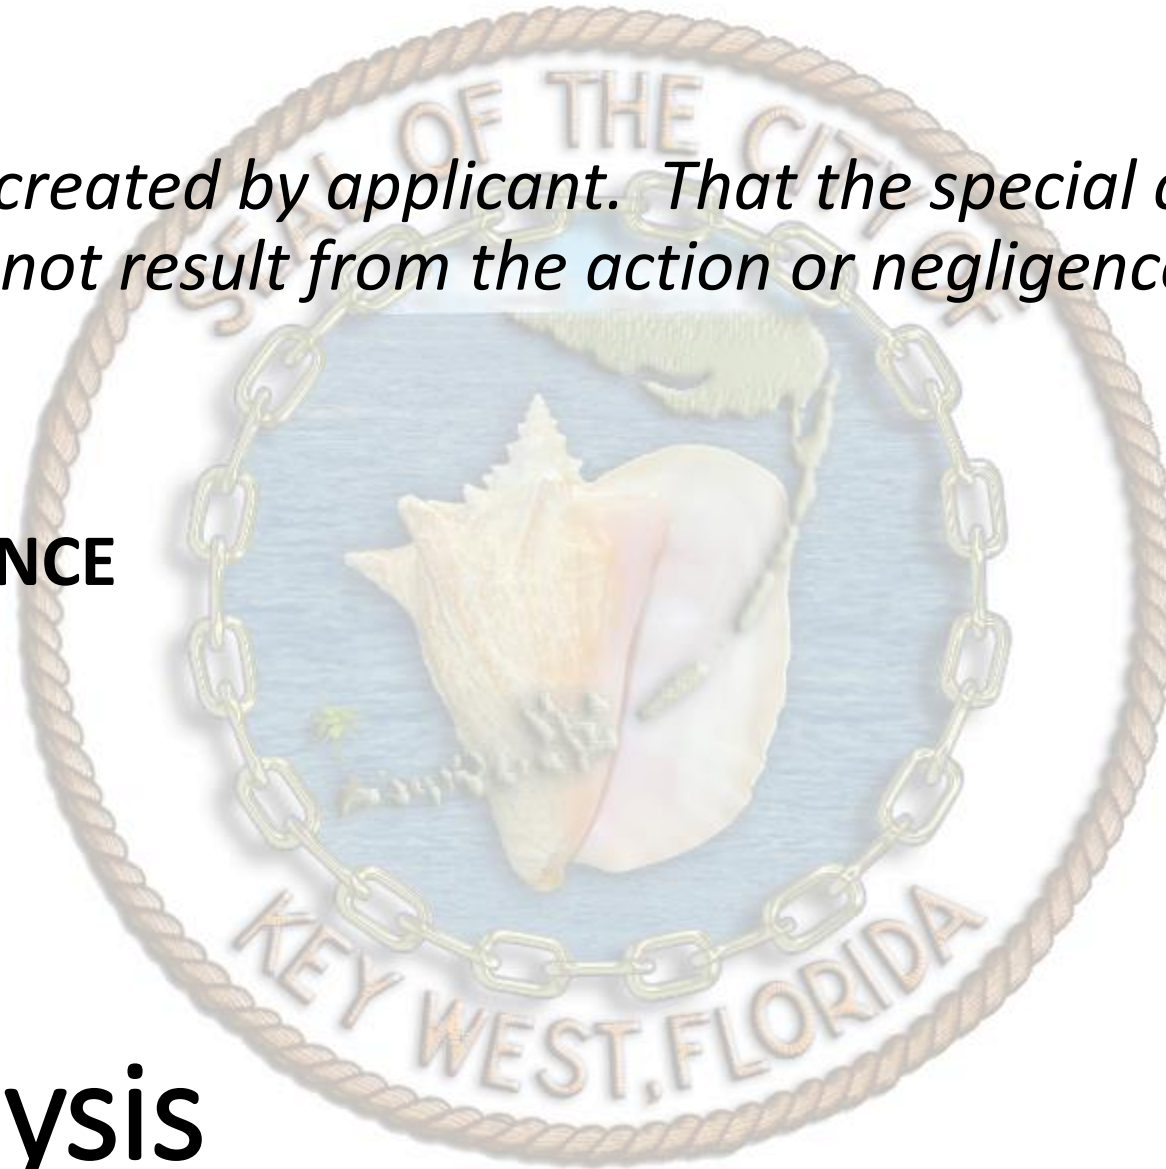 SEAL OF THE CITY OF
created by applicant. That the special
not result from the action or negligence
NCE
KEY WEST, FLORIDA
ysis